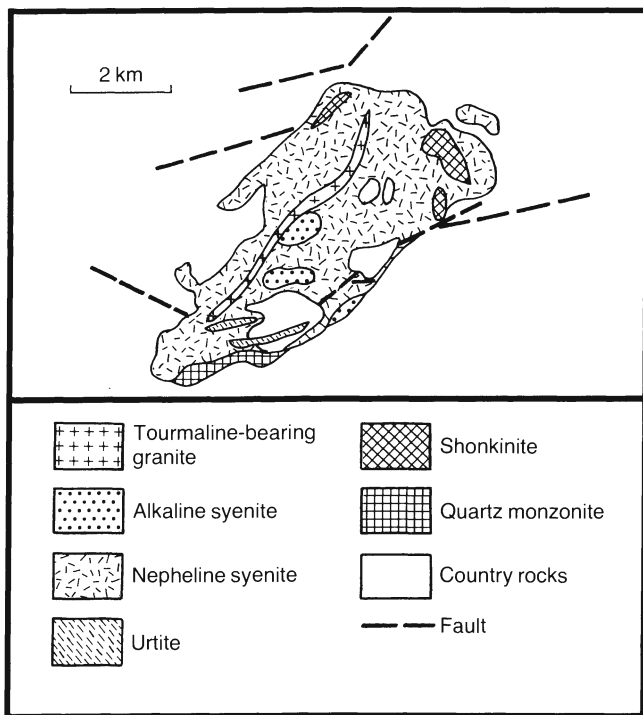 2 km
Tourmaline-bearing
granite
Alkaline syenite
Nepheline syenite
Urtite
Shonkinite
Quartz monzonite
Country rocks
Fault